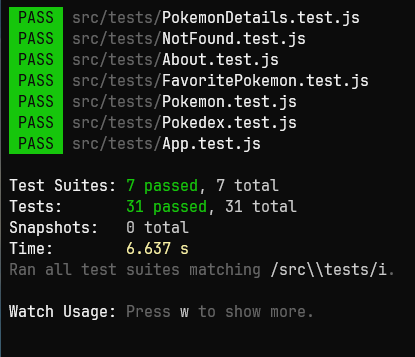 PASS src/tests/PokemonDetails.test.js
PASS src/tests/NotFound.test.js
PASS src/tests/About.test.js
PASS src/tests/FavoritePokemon.test.js
PASS src/tests/Pokemon.test.js
PASS src/tests/Pokedex.test.js
PASS src/tests/App.test.js
Test Suites: 7 passed, 7 total
Tests: 31 passed, 31 total
Snapshots: 0 total
Time: 6.637 s
Ran all test suites matching /src\\tests/i.
Watch Usage: Press w to show more.